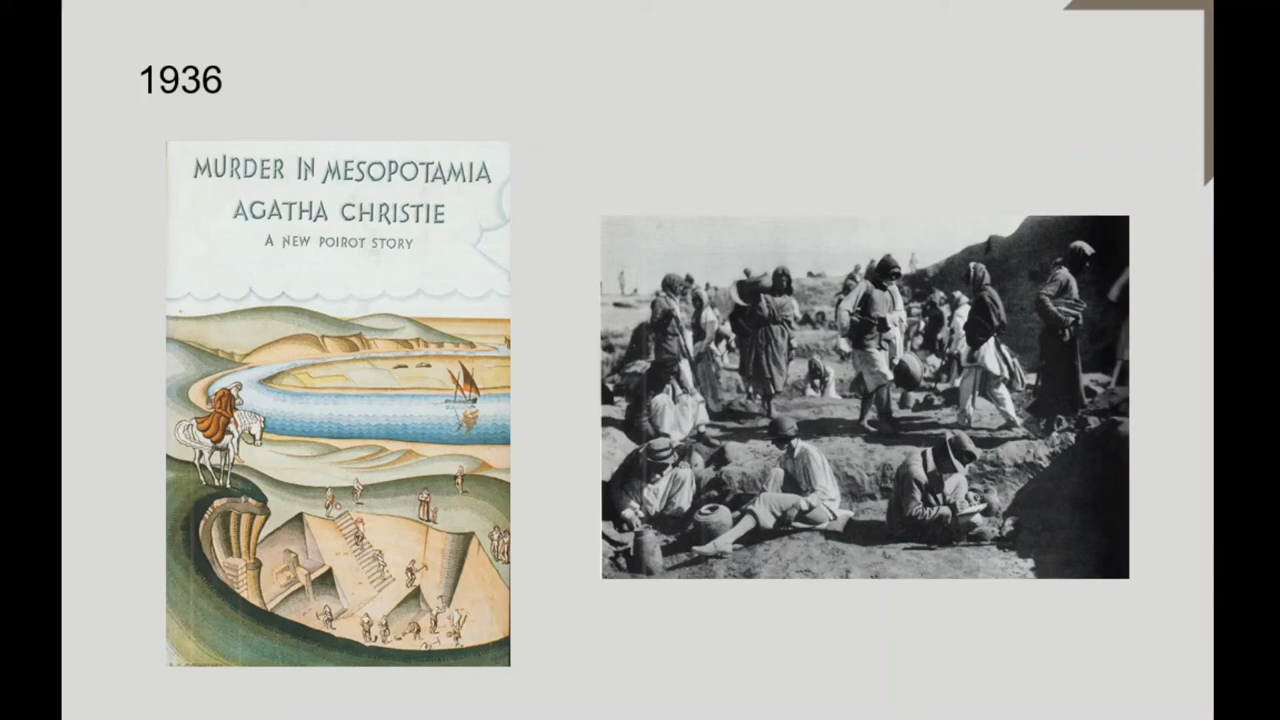 1936
MURDER IN MESOPOTAMIA
AGATHA CHRISTIE
A NEW POIROT STORY